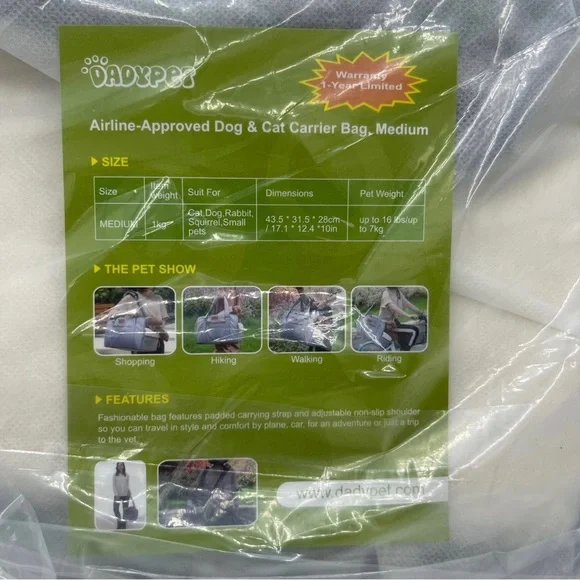 DADYPET
Warranty
1-Year Limited
Airline-Approved Dog & Cat Carrier Bag, Medium
SIZE
Size Item weight Suit For Dimensions Pet Weight
MEDIUM 1kg Cat,Dog,Rabbit, Squirrel,Small pets 43.5 * 31.5 * 28cm / 17.1 * 12.4 *10in up to 16 lbs/up to 7kg
THE PET SHOW
Shopping Hiking Walking Riding
FEATURES
Fashionable bag features padded carrying strap and adjustable non-slip shoulder
so you can travel in style and comfort by plane, car, for an adventure or just a trip
to the vet.
www.dadypet.com